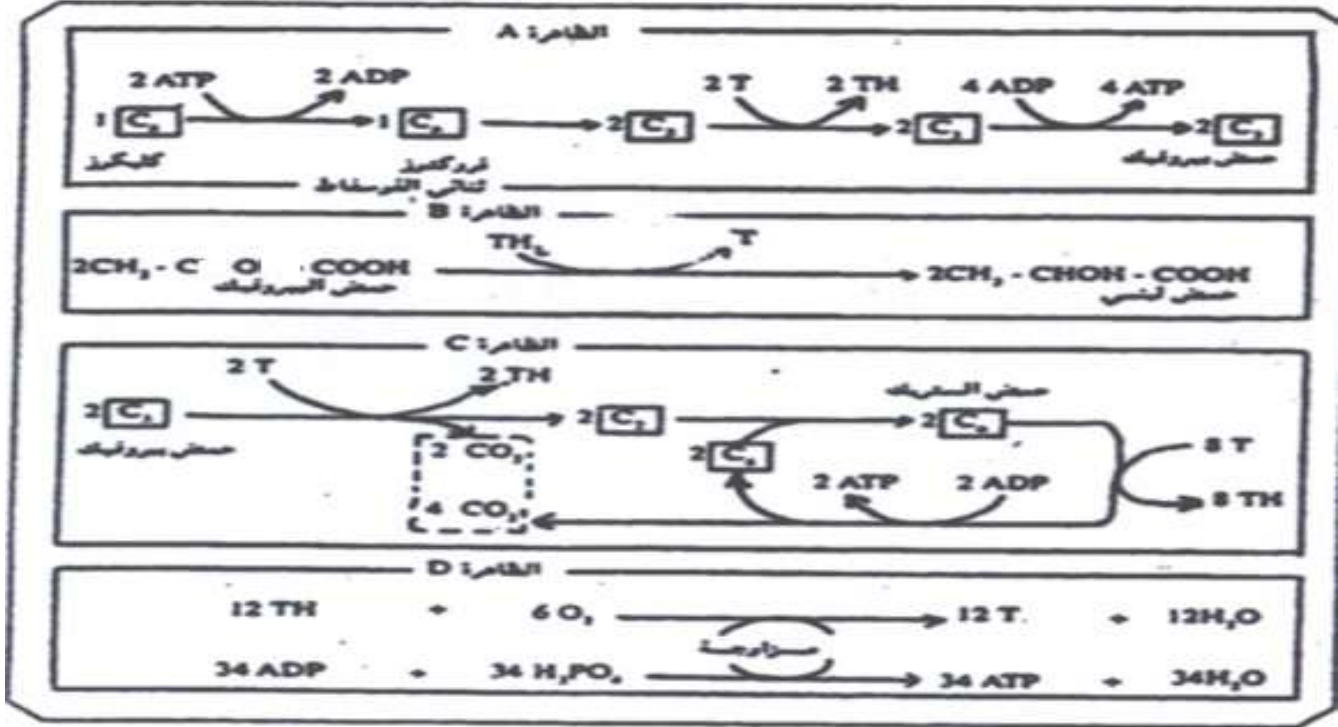 الظاهرة A
2 ATP 2 ADP 2 T 2 TH 4 ADP 4 ATP
1 C₆ 1 C₆ 2 C₃ 2 C₃ 2 C₃
كليكوز فروكتوز حمض بيروفيك
ثنائي الفوسفاط
الظاهرة B
TH₂ T
2CH₃ - C O COOH 2CH₃ - CHOH - COOH
حمض البيروفيك حمض لبني
الظاهرة C
2 T 2 TH حمض الستريك
2 C₃ 2 C₂ 2 C₆ 8 T
حمض بيروفيك 2 CO₂ 2 C₄ 2 ATP 2 ADP
4 CO₂ 8 TH
الظاهرة D
12 TH + 6 O₂ 12 T + 12H₂O
مزاوجة
34 ADP + 34 H₃PO₄ 34 ATP + 34H₂O